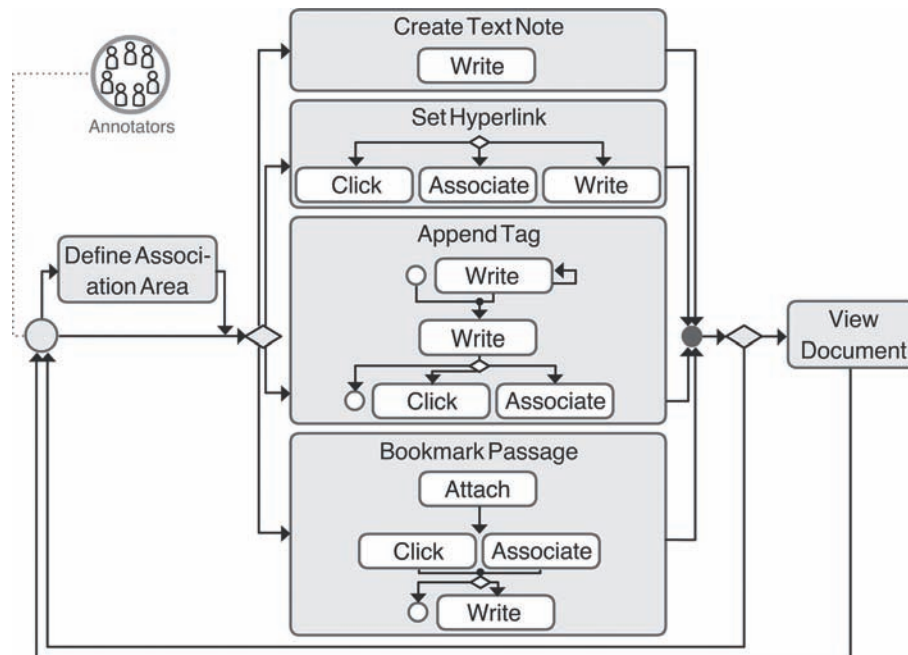 Create Text Note
Write
Annotators
Set Hyperlink
Click
Associate
Write
Append Tag
Write
Define Associ-
ation Area
Write
View
Document
Click
Associate
Bookmark Passage
Attach
Click
Associate
Write